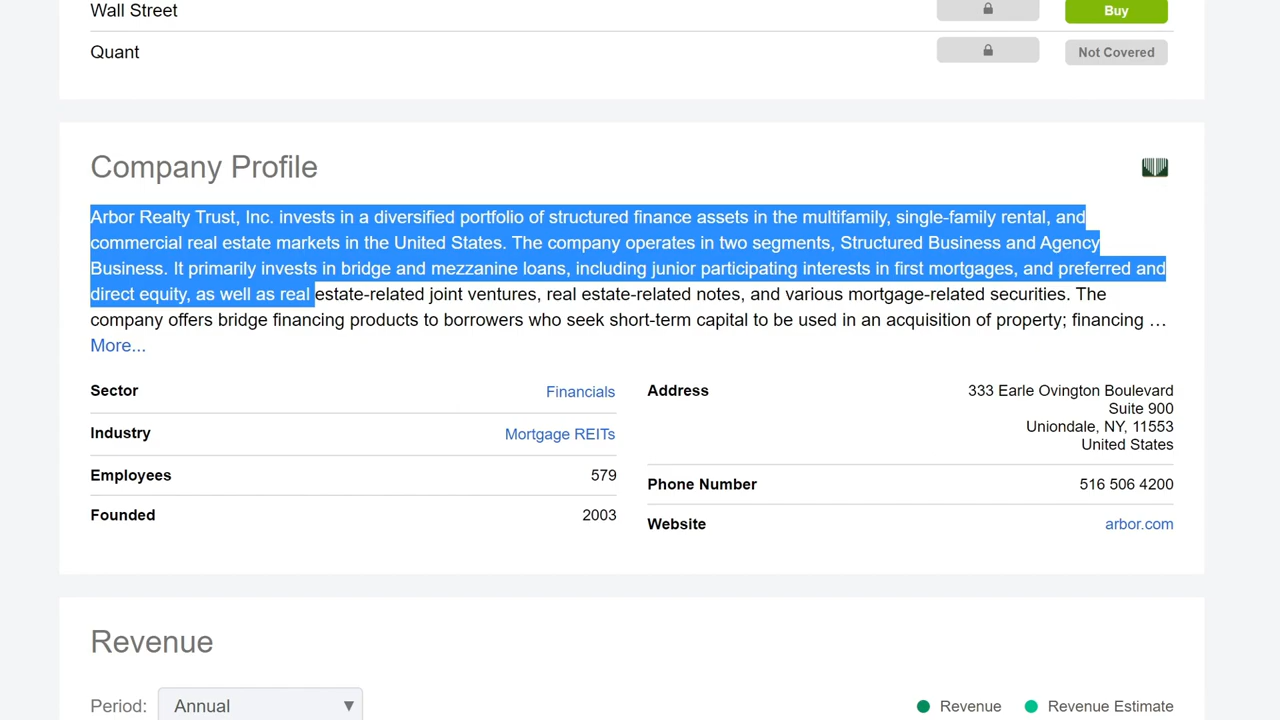 Wall Street
Buy
Quant
Not Covered
Company Profile
Arbor Realty Trust, Inc. invests in a diversified portfolio of structured finance assets in the multifamily, single-family rental, and
commercial real estate markets in the United States. The company operates in two segments, Structured Business and Agency
Business. It primarily invests in bridge and mezzanine loans, including junior participating interests in first mortgages, and preferred and
direct equity, as well as real estate-related joint ventures, real estate-related notes, and various mortgage-related securities. The
company offers bridge financing products to borrowers who seek short-term capital to be used in an acquisition of property; financing …
More...
Sector Financials
Industry Mortgage REITs
Employees 579
Founded 2003
Address 333 Earle Ovington Boulevard
Suite 900
Uniondale, NY, 11553
United States
Phone Number 516 506 4200
Website arbor.com
Revenue
Period: Annual
Revenue Revenue Estimate